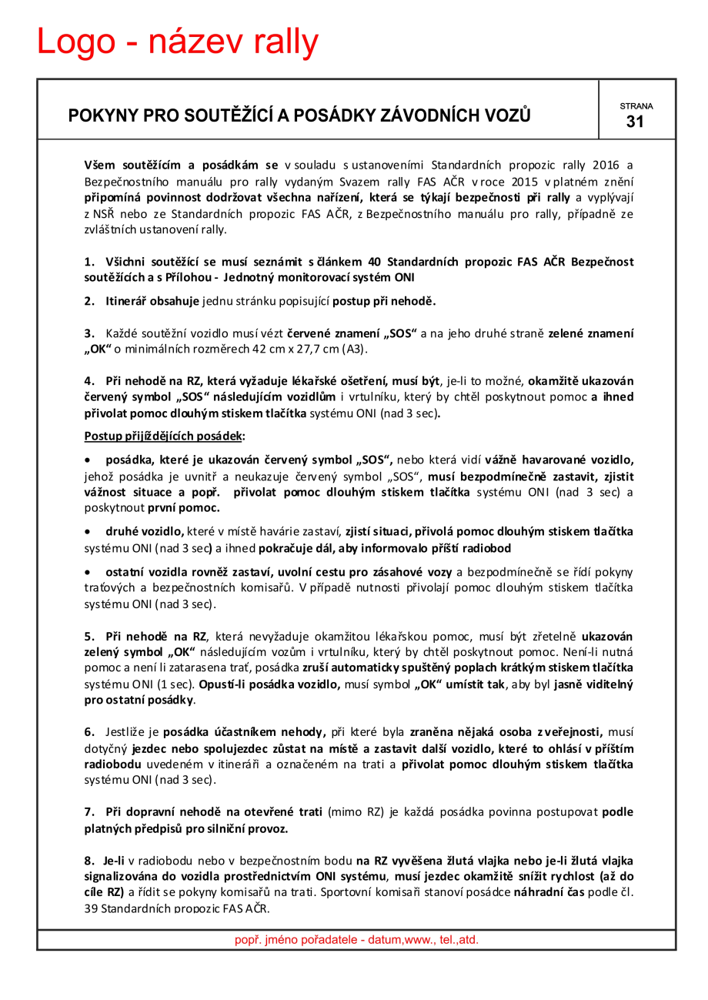 Logo - název rally
POKYNY PRO SOUTĚŽÍCÍ A POSÁDKY ZÁVODNÍCH VOZŮ
STRANA
31
Všem soutěžícím a posádkám se v souladu s ustanoveními Standardních propozic rally 2016 a
Bezpečnostního manuálu pro rally vydaným Svazem rally FAS AČR v roce 2015 v platném znění
připomíná povinnost dodržovat všechna nařízení, která se týkají bezpečnosti při rally a vyplývají
z NSŘ nebo ze Standardních propozic FAS AČR, z Bezpečnostního manuálu pro rally, případně ze
zvláštních ustanovení rally.
1. Všichni soutěžící se musí seznámit s článkem 40 Standardních propozic FAS AČR Bezpečnost
soutěžících a s Přílohou - Jednotný monitorovací systém ONI
2. Itinerář obsahuje jednu stránku popisující postup při nehodě.
3. Každé soutěžní vozidlo musí vézt červené znamení „SOS“ a na jeho druhé straně zelené znamení
„OK“ o minimálních rozměrech 42 cm x 27,7 cm (A3).
4. Při nehodě na RZ, která vyžaduje lékařské ošetření, musí být, je-li to možné, okamžitě ukazován
červený symbol „SOS“ následujícím vozidlům i vrtulníku, který by chtěl poskytnout pomoc a ihned
přivolat pomoc dlouhým stiskem tlačítka systému ONI (nad 3 sec).
Postup přijíždějících posádek:
• posádka, které je ukazován červený symbol „SOS“, nebo která vidí vážně havarované vozidlo,
jehož posádka je uvnitř a neukazuje červený symbol „SOS“, musí bezpodmínečně zastavit, zjistit
vážnost situace a popř. přivolat pomoc dlouhým stiskem tlačítka systému ONI (nad 3 sec) a
poskytnout první pomoc.
• druhé vozidlo, které v místě havárie zastaví, zjistí situaci, přivolá pomoc dlouhým stiskem tlačítka
systému ONI (nad 3 sec) a ihned pokračuje dál, aby informovalo příští radiobod
• ostatní vozidla rovněž zastaví, uvolní cestu pro zásahové vozy a bezpodmínečně se řídí pokyny
traťových a bezpečnostních komisařů. V případě nutnosti přivolají pomoc dlouhým stiskem tlačítka
systému ONI (nad 3 sec).
5. Při nehodě na RZ, která nevyžaduje okamžitou lékařskou pomoc, musí být zřetelně ukazován
zelený symbol „OK“ následujícím vozům i vrtulníku, který by chtěl poskytnout pomoc. Není-li nutná
pomoc a není li zatarasena trať, posádka zruší automaticky spuštěný poplach krátkým stiskem tlačítka
systému ONI (1 sec). Opustí-li posádka vozidlo, musí symbol „OK“ umístit tak, aby byl jasně viditelný
pro ostatní posádky.
6. Jestliže je posádka účastníkem nehody, při které byla zraněna nějaká osoba z veřejnosti, musí
dotyčný jezdec nebo spolujezdec zůstat na místě a zastavit další vozidlo, které to ohlásí v příštím
radiobodu uvedeném v itineráři a označeném na trati a přivolat pomoc dlouhým stiskem tlačítka
systému ONI (nad 3 sec).
7. Při dopravní nehodě na otevřené trati (mimo RZ) je každá posádka povinna postupovat podle
platných předpisů pro silniční provoz.
8. Je-li v radiobodu nebo v bezpečnostním bodu na RZ vyvěšena žlutá vlajka nebo je-li žlutá vlajka
signalizována do vozidla prostřednictvím ONI systému, musí jezdec okamžitě snížit rychlost (až do
cíle RZ) a řídit se pokyny komisařů na trati. Sportovní komisaři stanoví posádce náhradní čas podle čl.
39 Standardních propozic FAS AČR.
popř. jméno pořadatele - datum,www., tel.,atd.